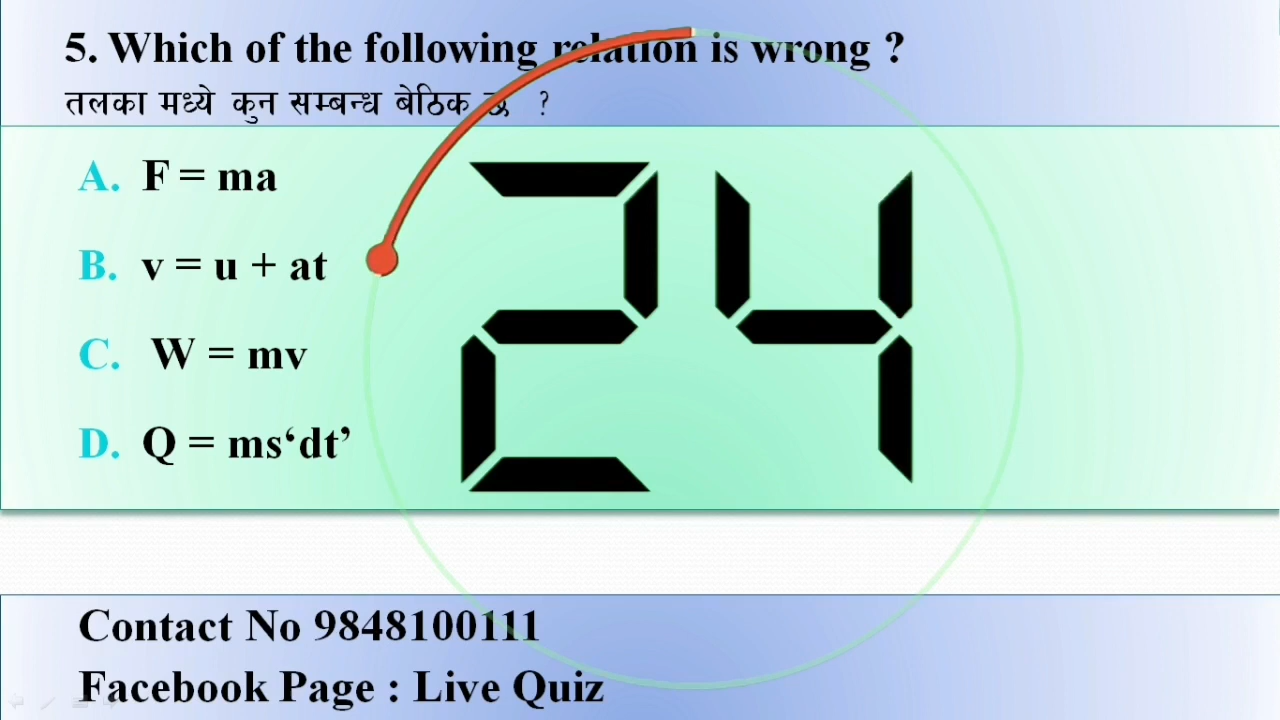 5. Which of the following relation is wrong ?
तलका मध्ये कुन सम्बन्ध बेठिक छ ?
A. F = ma
B. v = u + at
C. W = mv
D. Q = ms‘dt’
24
Contact No 9848100111
Facebook Page : Live Quiz